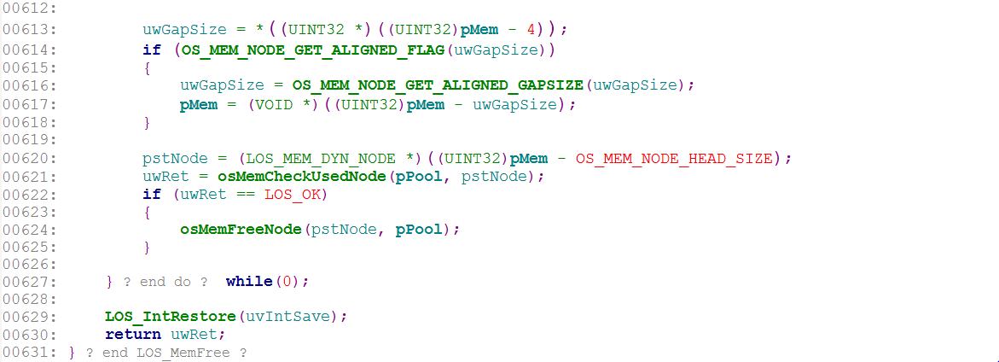 00612:
00613: uwGapSize = *((UINT32 *)((UINT32)pMem - 4));
00614: if (OS_MEM_NODE_GET_ALIGNED_FLAG(uwGapSize))
00615: {
00616: uwGapSize = OS_MEM_NODE_GET_ALIGNED_GAPSIZE(uwGapSize);
00617: pMem = (VOID *)((UINT32)pMem - uwGapSize);
00618: }
00619:
00620: pstNode = (LOS_MEM_DYN_NODE *)((UINT32)pMem - OS_MEM_NODE_HEAD_SIZE);
00621: uwRet = osMemCheckUsedNode(pPool, pstNode);
00622: if (uwRet == LOS_OK)
00623: {
00624: osMemFreeNode(pstNode, pPool);
00625: }
00626:
00627: } ? end do ? while(0);
00628:
00629: LOS_IntRestore(uvIntSave);
00630: return uwRet;
00631: } ? end LOS_MemFree ?